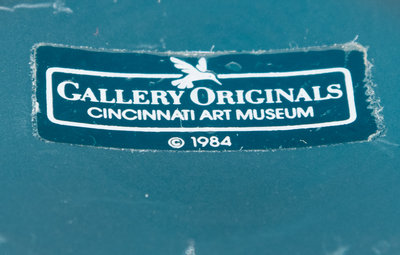 GALLERY ORIGINALS
CINCINNATI ART MUSEUM
© 1984